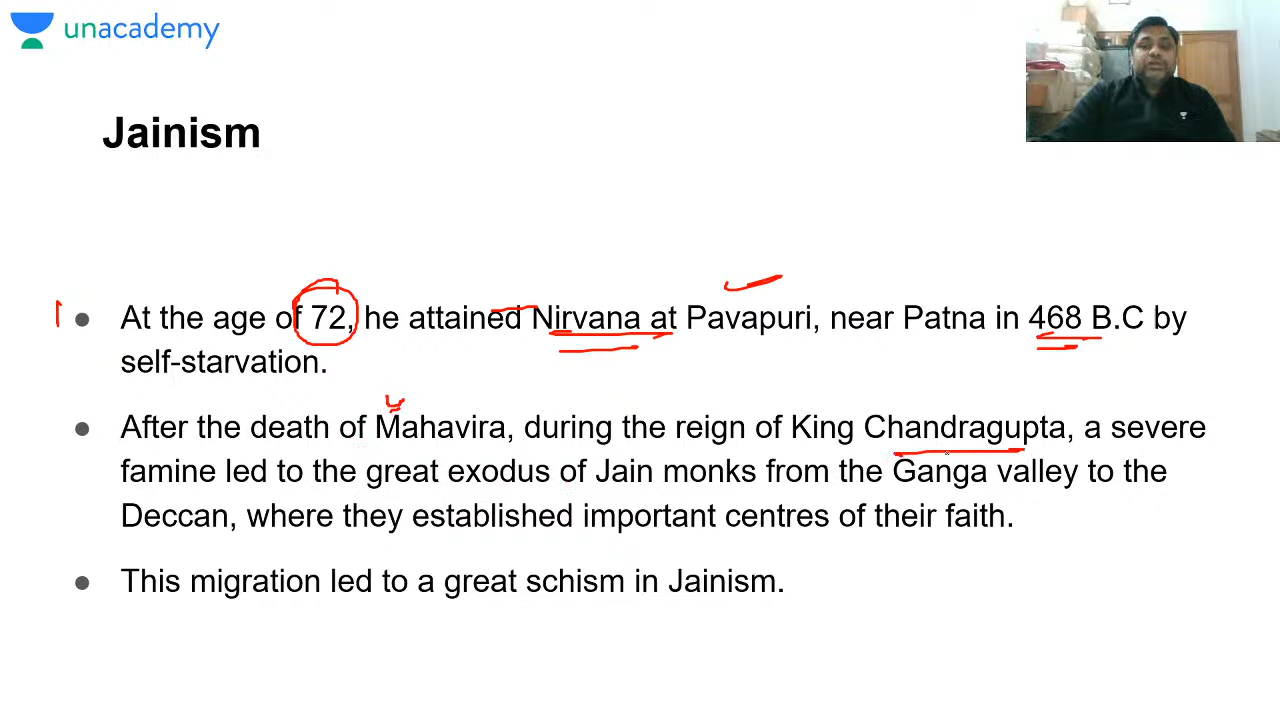 unacademy
Jainism
At the age of 72, he attained Nirvana at Pavapuri, near Patna in 468 B.C by
self-starvation.
After the death of Mahavira, during the reign of King Chandragupta, a severe
famine led to the great exodus of Jain monks from the Ganga valley to the
Deccan, where they established important centres of their faith.
This migration led to a great schism in Jainism.